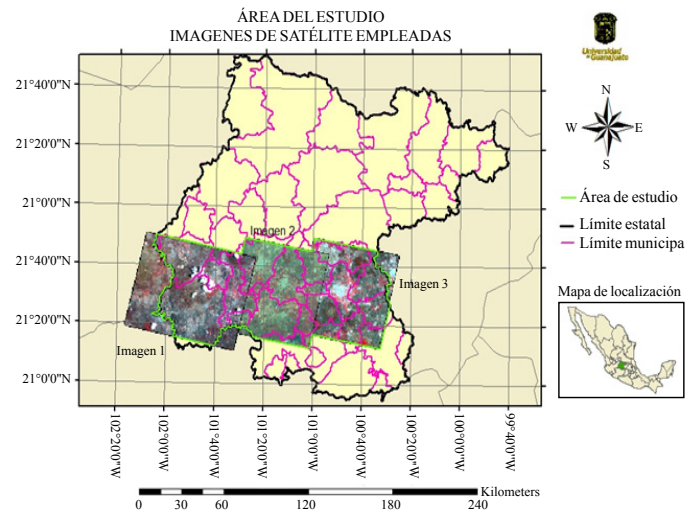 ÁREA DEL ESTUDIO
IMAGENES DE SATÉLITE EMPLEADAS
Universidad
de Guanajuato
21°40'0"N
21°20'0"N
21°0'0"N
21°40'0"N
21°20'0"N
21°0'0"N
N
W
E
S
Área de estudio
Límite estatal
Límite municipa
Imagen 2
Imagen 3
Imagen 1
Mapa de localización
102°20'0"W
102°0'0"W
101°40'0"W
101°20'0"W
101°0'0"W
100°40'0"W
100°20'0"W
100°0'0"W
99°40'0"W
Kilometers
0 30 60 120 180 240